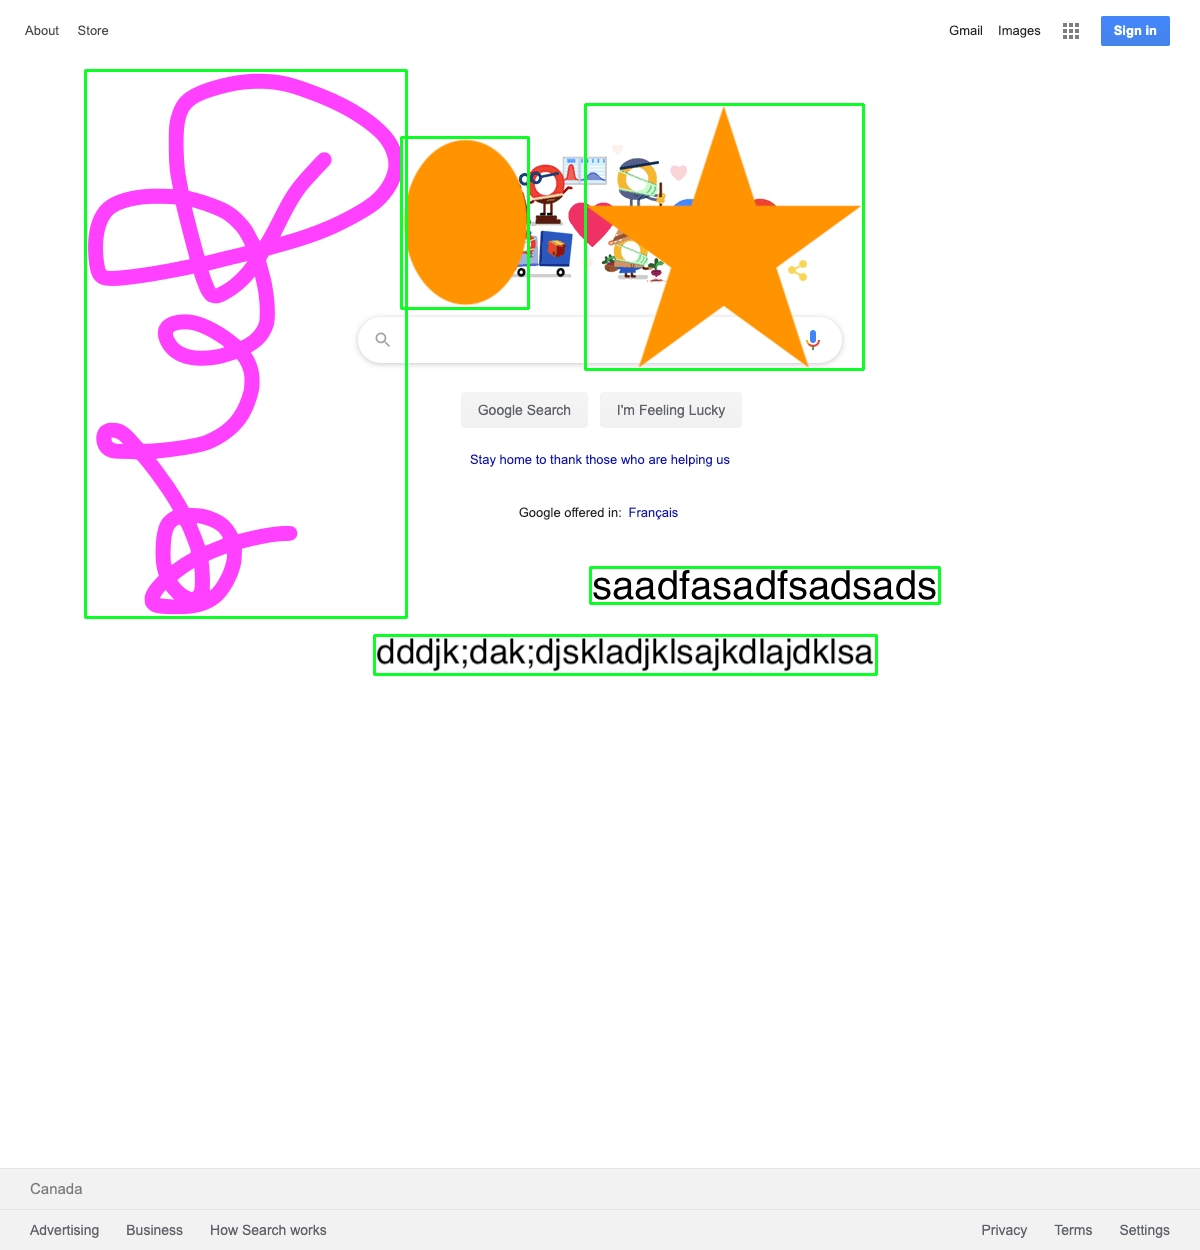 About Store Gmail Images Sign in
Google Search I'm Feeling Lucky
Stay home to thank those who are helping us
Google offered in: Français
saadfasadfsadsads
dddjk;dak;djskladjklsajkdlajdklsa
Canada
Advertising Business How Search works Privacy Terms Settings